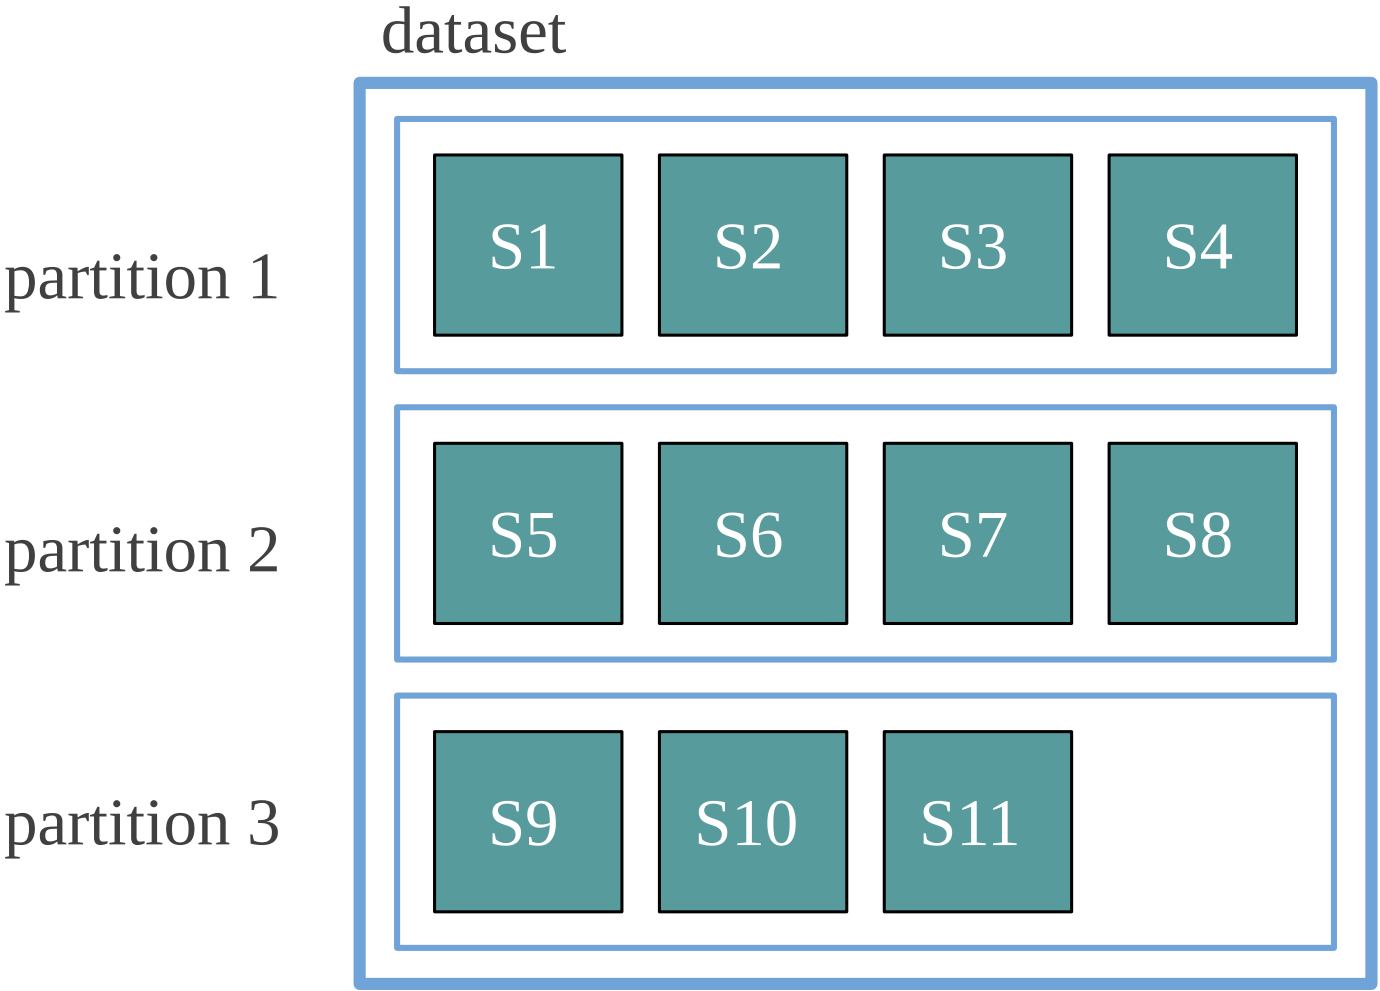 dataset
partition 1
S1 S2 S3 S4
partition 2
S5 S6 S7 S8
partition 3
S9 S10 S11